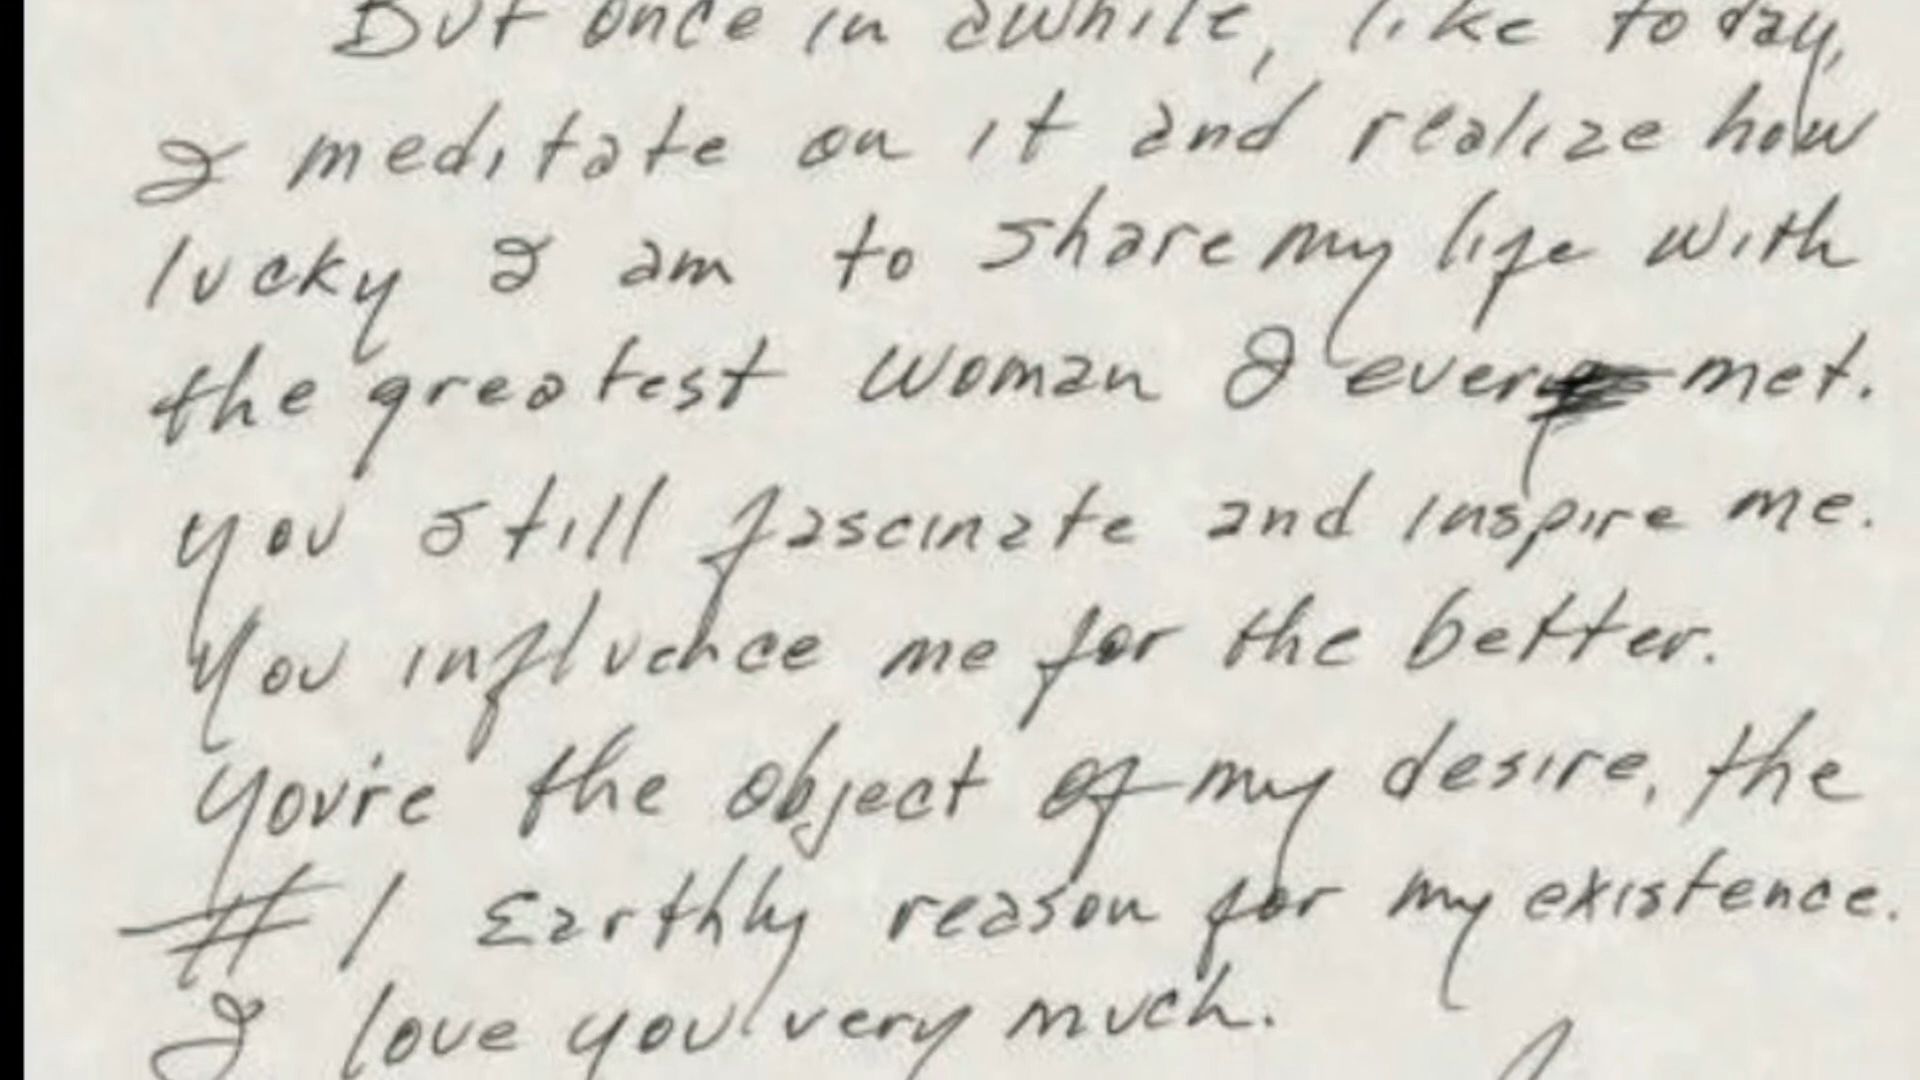 But once in awhile, like today,
I meditate on it and realize how
lucky I am to share my life with
the greatest woman I ever met.
you still fascinate and inspire me.
You influence me for the better.
You're the object of my desire, the
#1 Earthly reason for my existence.
I love you very much.